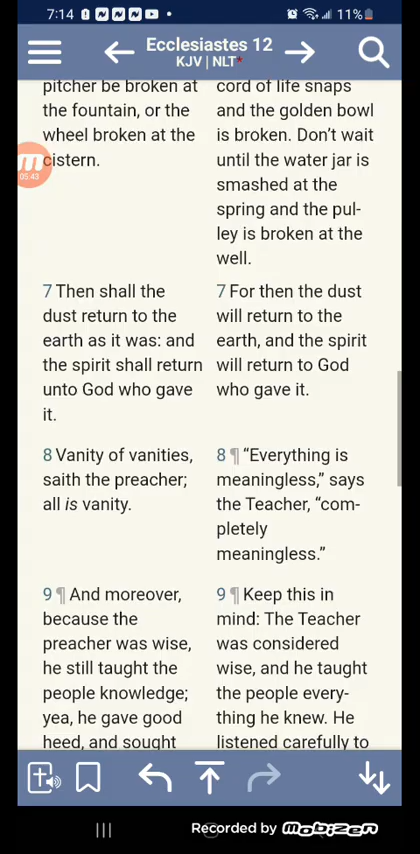 7:14 11%
Ecclesiastes 12
KJV | NLT*
pitcher be broken at
the fountain, or the
wheel broken at the
cistern.
05:43
cord of life snaps
and the golden bowl
is broken. Don’t wait
until the water jar is
smashed at the
spring and the pul-
ley is broken at the
well.
7 Then shall the
dust return to the
earth as it was: and
the spirit shall return
unto God who gave
it.
7 For then the dust
will return to the
earth, and the spirit
will return to God
who gave it.
8 Vanity of vanities,
saith the preacher;
all is vanity.
8 ¶ “Everything is
meaningless,” says
the Teacher, “com-
pletely
meaningless.”
9 ¶ And moreover,
because the
preacher was wise,
he still taught the
people knowledge;
yea, he gave good
heed, and sought
9 ¶ Keep this in
mind: The Teacher
was considered
wise, and he taught
the people every-
thing he knew. He
listened carefully to
Recorded by mobizen